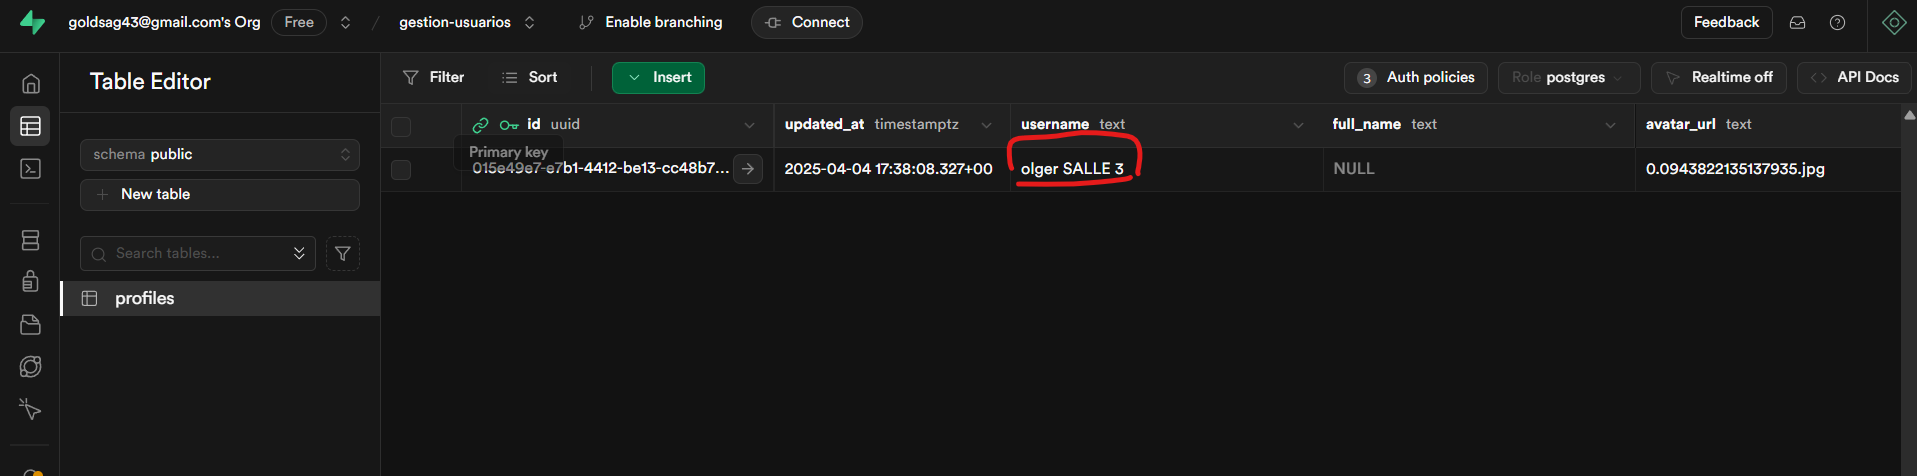 goldsag43@gmail.com's Org Free / gestion-usuarios Enable branching Connect Feedback
Table Editor
Filter Sort Insert 3 Auth policies Role postgres Realtime off API Docs
schema public
New table
Search tables...
profiles
id uuid updated_at timestamptz username text full_name text avatar_url text
Primary key
015e49e7-e7b1-4412-be13-cc48b7... 2025-04-04 17:38:08.327+00 olger SALLE 3 NULL 0.0943822135137935.jpg